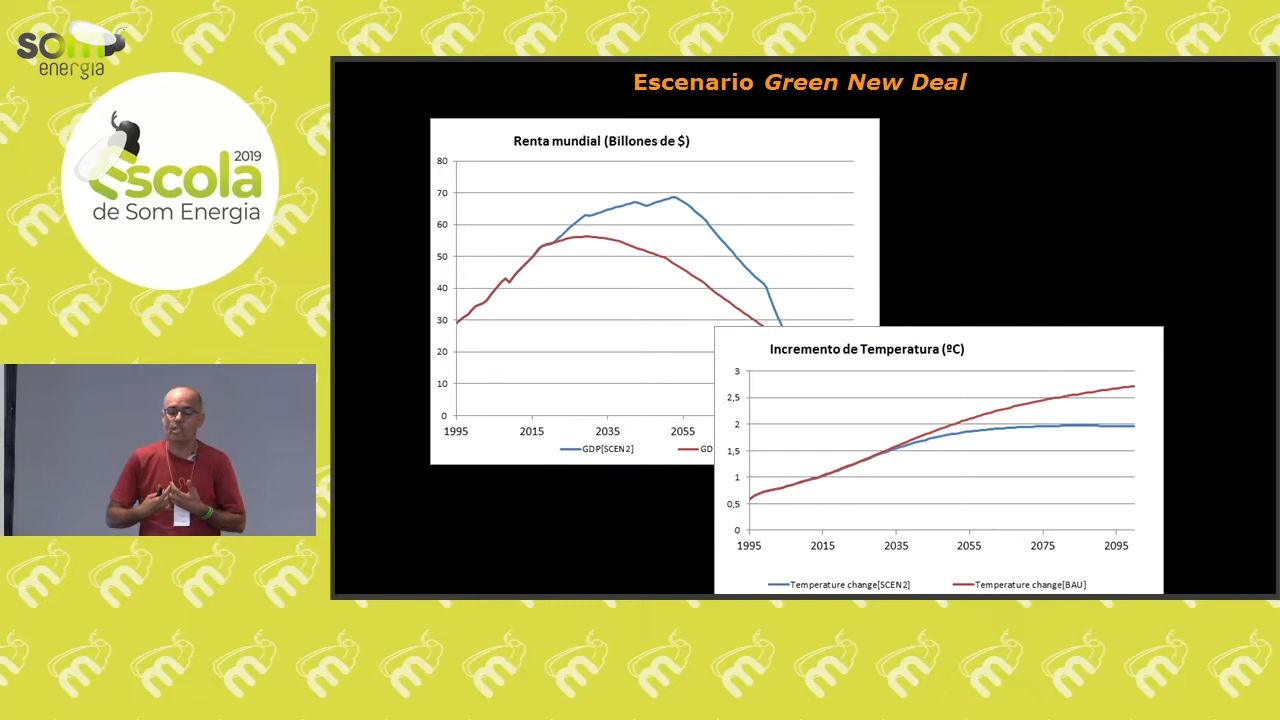 som
energia
2019
Escola
de Som Energia
Escenario Green New Deal
Renta mundial (Billones de $)
80
70
60
50
40
30
20
10
0
1995 2015 2035 2055
GDP[SCEN2] GD
Incremento de Temperatura (ºC)
3
2,5
2
1,5
1
0,5
0
1995 2015 2035 2055 2075 2095
Temperature change[SCEN2] Temperature change[BAU]